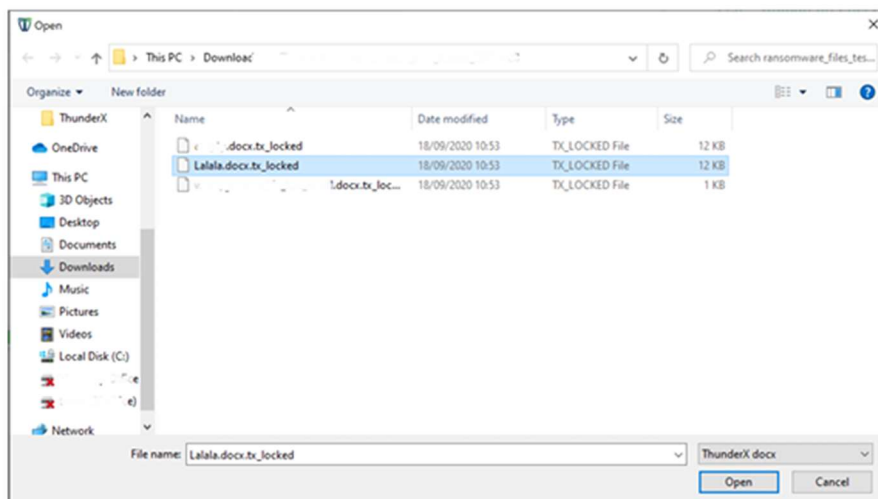 Open
This PC > Download
Search ransomware_files_tes...
Organize New folder
Name Date modified Type Size
.docx.tx_locked 18/09/2020 10:53 TX_LOCKED File 12 KB
Lalala.docx.tx_locked 18/09/2020 10:53 TX_LOCKED File 12 KB
.docx.tx_loc... 18/09/2020 10:53 TX_LOCKED File 1 KB
ThunderX
OneDrive
This PC
3D Objects
Desktop
Documents
Downloads
Music
Pictures
Videos
Local Disk (C:)
Network
File name: Lalala.docx.tx_locked ThunderX docx
Open Cancel